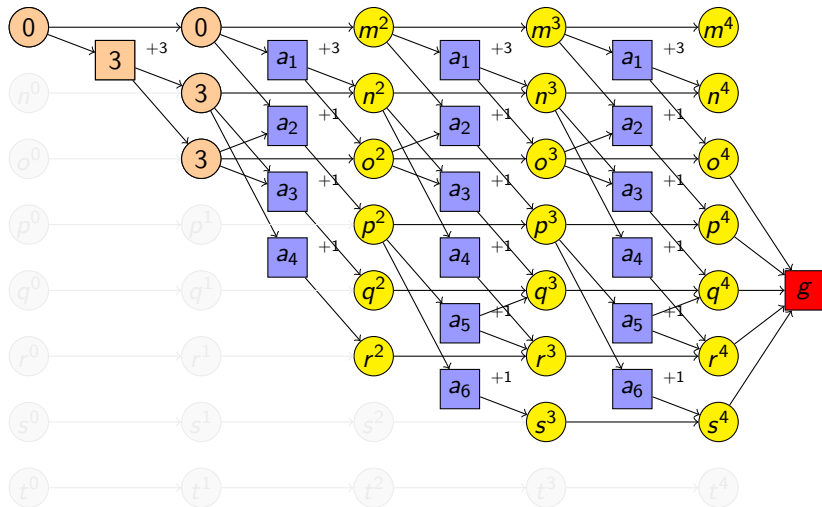 0 0 m² m³ m⁴
3 +3 a₁ +3 a₁ +3 a₁ +3
n⁰ 3 n² n³ n⁴
a₂ +1 a₂ +1 a₂ +1
o⁰ 3 o² o³ o⁴
a₃ +1 a₃ +1 a₃ +1
p⁰ p¹ p² p³ p⁴
a₄ +1 a₄ +1 a₄ +1
q⁰ q¹ q² q³ q⁴ g
a₅ +1 a₅ +1
r⁰ r¹ r² r³ r⁴
a₆ +1 a₆ +1
s⁰ s¹ s² s³ s⁴
t⁰ t¹ t² t³ t⁴